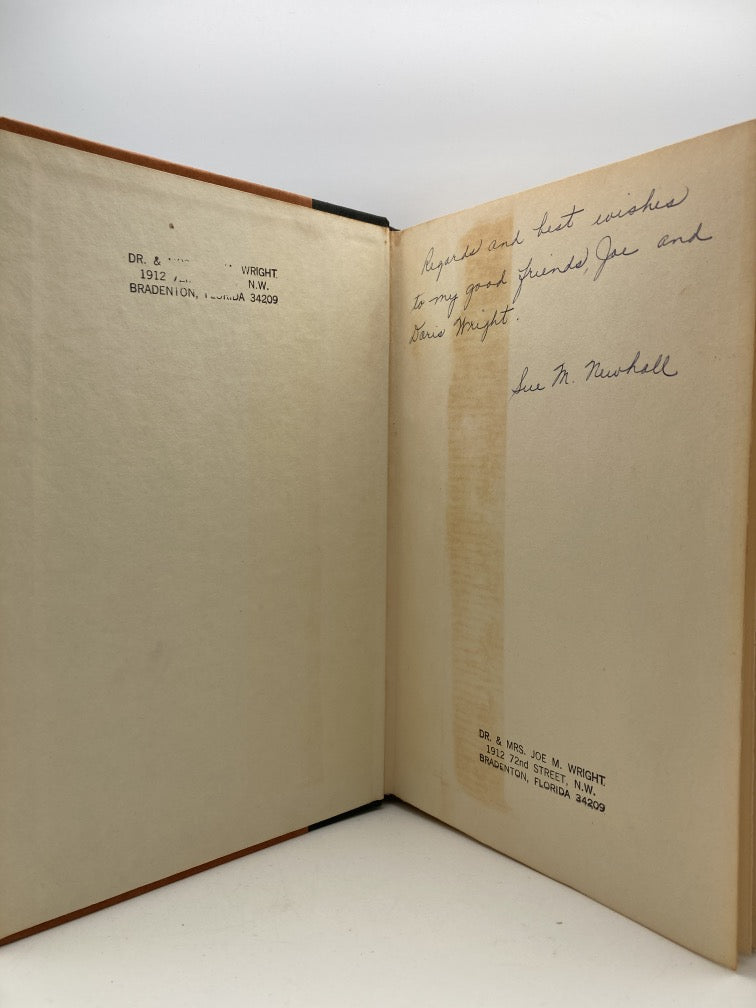 DR. & WRIGHT
1912 N.W.
BRADENTON, FLORIDA 34209
Regards and best wishes
to my good friends, Joe and
Doris Wright.
Sue M. Newhall
DR. & MRS. JOE M. WRIGHT
1912 72nd STREET, N.W.
BRADENTON, FLORIDA 34209